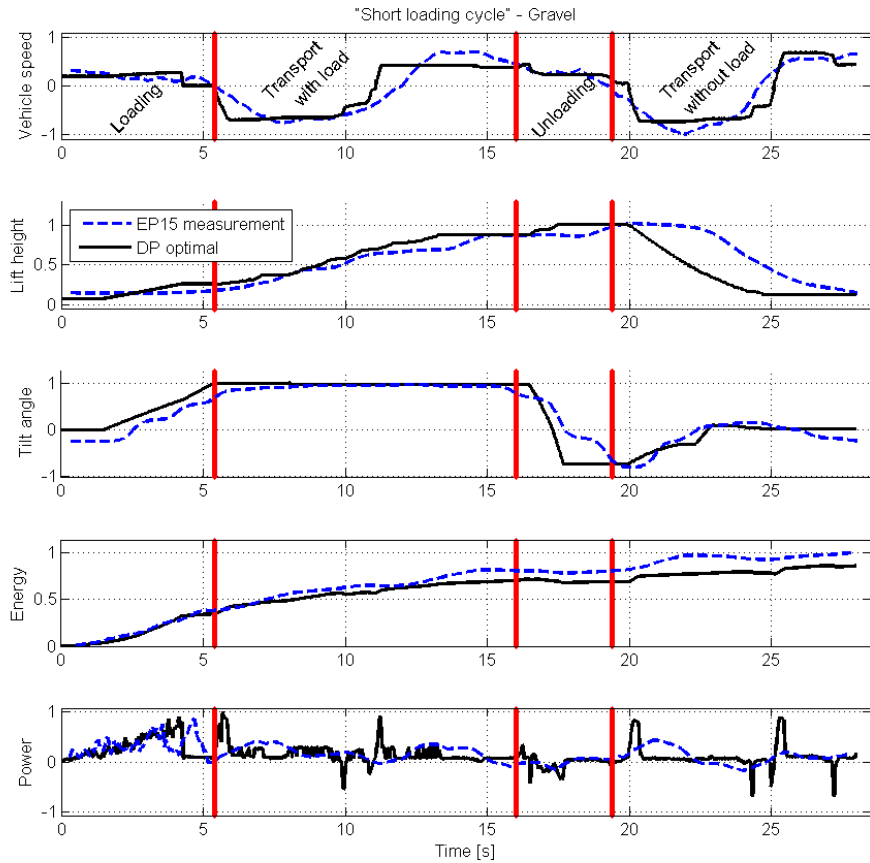 "Short loading cycle" - Gravel
Vehicle speed
1
0
-1
Loading
Transport
with load
Unloading
Transport
without load
0 5 10 15 20 25
Lift height
1
0.5
0
EP15 measurement
DP optimal
0 5 10 15 20 25
Tilt angle
1
0
-1
0 5 10 15 20 25
Energy
1
0.5
0
0 5 10 15 20 25
Power
1
0
-1
0 5 10 15 20 25
Time [s]